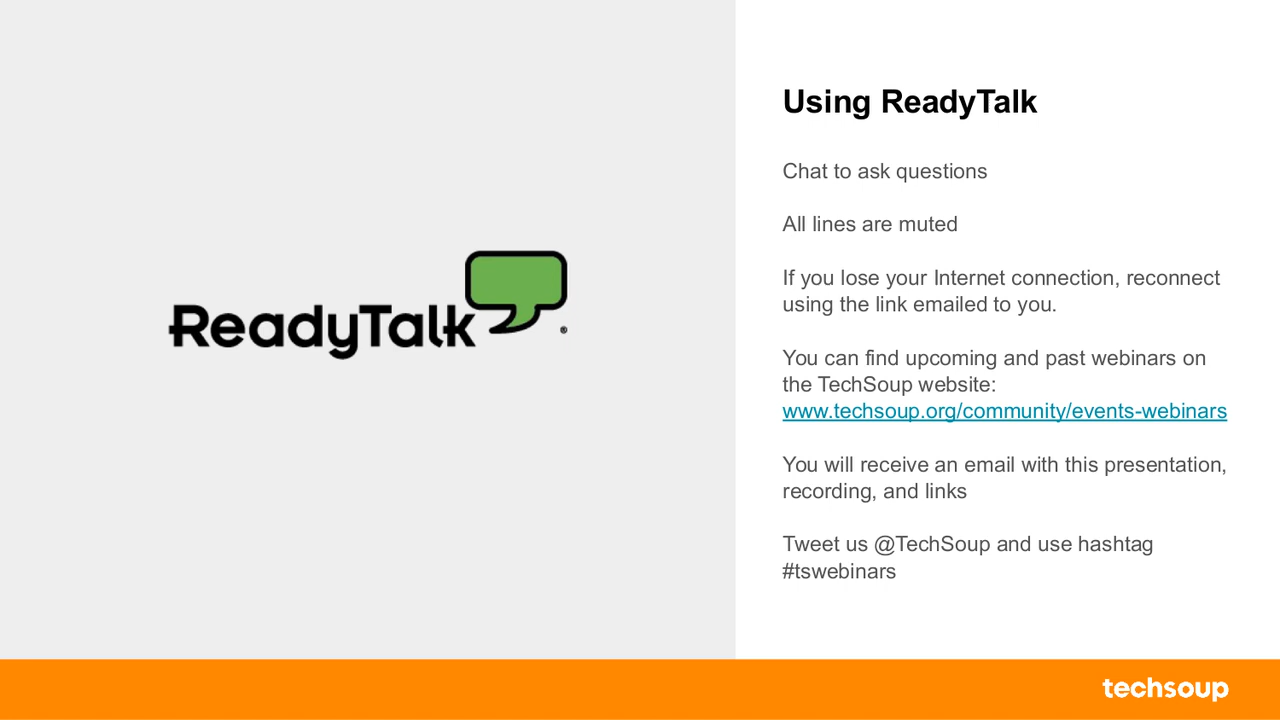 ReadyTalk®
Using ReadyTalk
Chat to ask questions
All lines are muted
If you lose your Internet connection, reconnect
using the link emailed to you.
You can find upcoming and past webinars on
the TechSoup website:
www.techsoup.org/community/events-webinars
You will receive an email with this presentation,
recording, and links
Tweet us @TechSoup and use hashtag
#tswebinars
techsoup